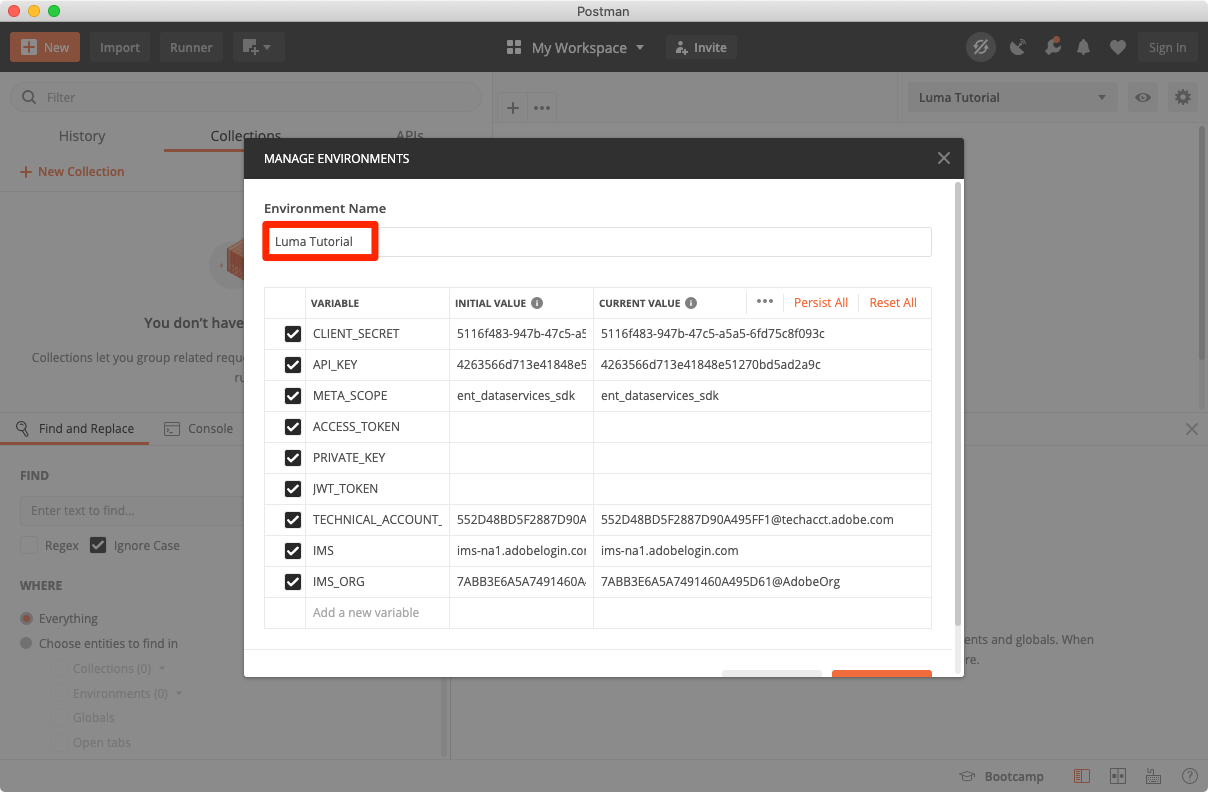 Postman
New
Import
Runner
My Workspace
Invite
Sign In
Filter
Luma Tutorial
History
Collections
APIs
New Collection
You don't have
Collections let you group related requ
ru
MANAGE ENVIRONMENTS
Environment Name
Luma Tutorial
VARIABLE INITIAL VALUE CURRENT VALUE Persist All Reset All
CLIENT_SECRET 5116f483-947b-47c5-a5 5116f483-947b-47c5-a5a5-6fd75c8f093c
API_KEY 4263566d713e41848e5 4263566d713e41848e51270bd5ad2a9c
META_SCOPE ent_dataservices_sdk ent_dataservices_sdk
ACCESS_TOKEN
PRIVATE_KEY
JWT_TOKEN
TECHNICAL_ACCOUNT_ 552D48BD5F2887D90A 552D48BD5F2887D90A495FF1@techacct.adobe.com
IMS ims-na1.adobelogin.com ims-na1.adobelogin.com
IMS_ORG 7ABB3E6A5A7491460A 7ABB3E6A5A7491460A495D61@AdobeOrg
Add a new variable
Find and Replace
Console
FIND
Enter text to find...
Regex
Ignore Case
WHERE
Everything
Choose entities to find in
Collections (0)
Environments (0)
Globals
Open tabs
ents and globals. When
re.
Bootcamp